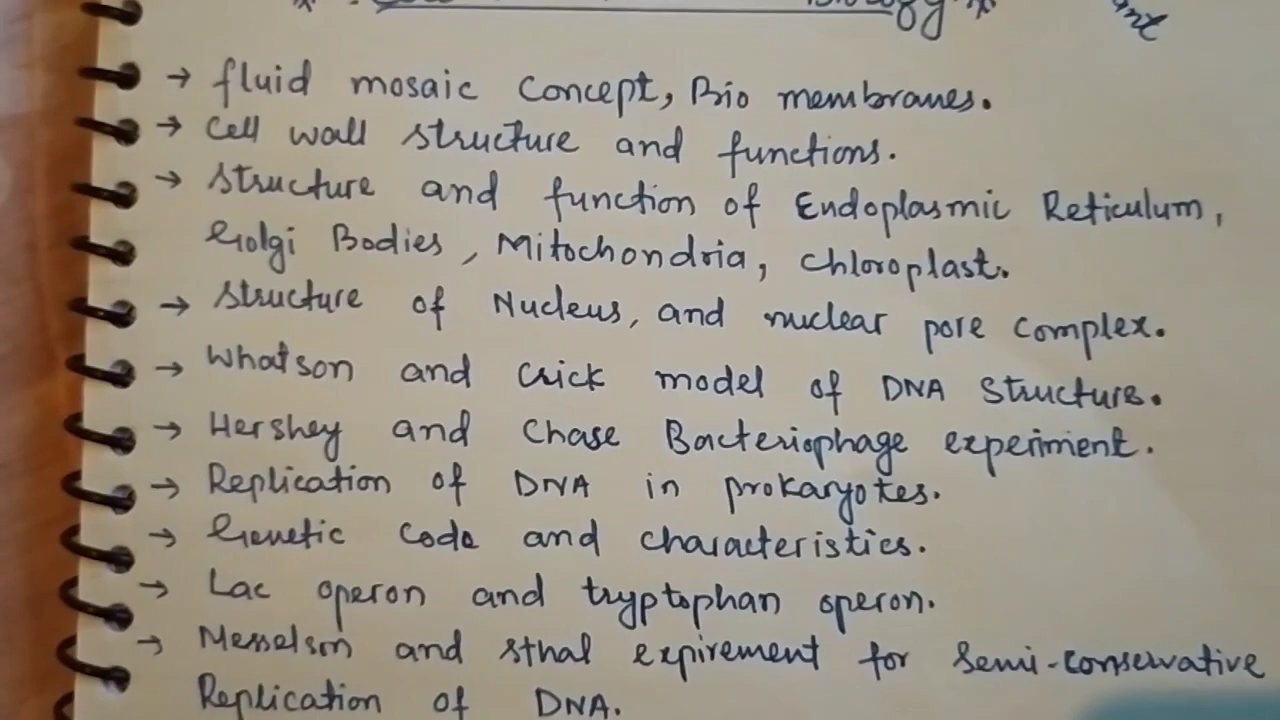 Biology *
→ fluid mosaic Concept, Bio membranes.
→ Cell wall structure and functions.
→ Structure and function of Endoplasmic Reticulum,
Golgi Bodies, Mitochondria, Chloroplast.
→ Structure of Nucleus, and nuclear pore complex.
→ Whatson and Crick model of DNA Structure.
→ Hershey and Chase Bacteriophage experiment.
→ Replication of DNA in prokaryotes.
→ Genetic Code and characteristics.
→ Lac operon and tryptophan operon.
→ Messelson and sthal expirement for Semi-Conservative
Replication of DNA.